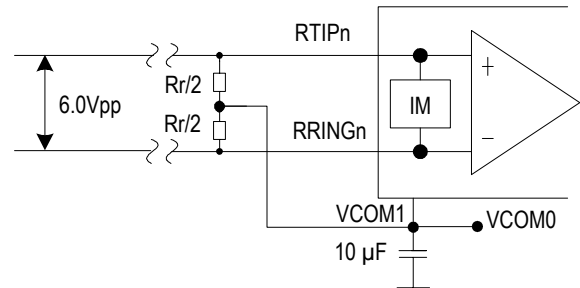 RTIPn
Rr/2
+
6.0Vpp
IM
Rr/2
RRINGn
−
VCOM1
VCOM0
10 µF